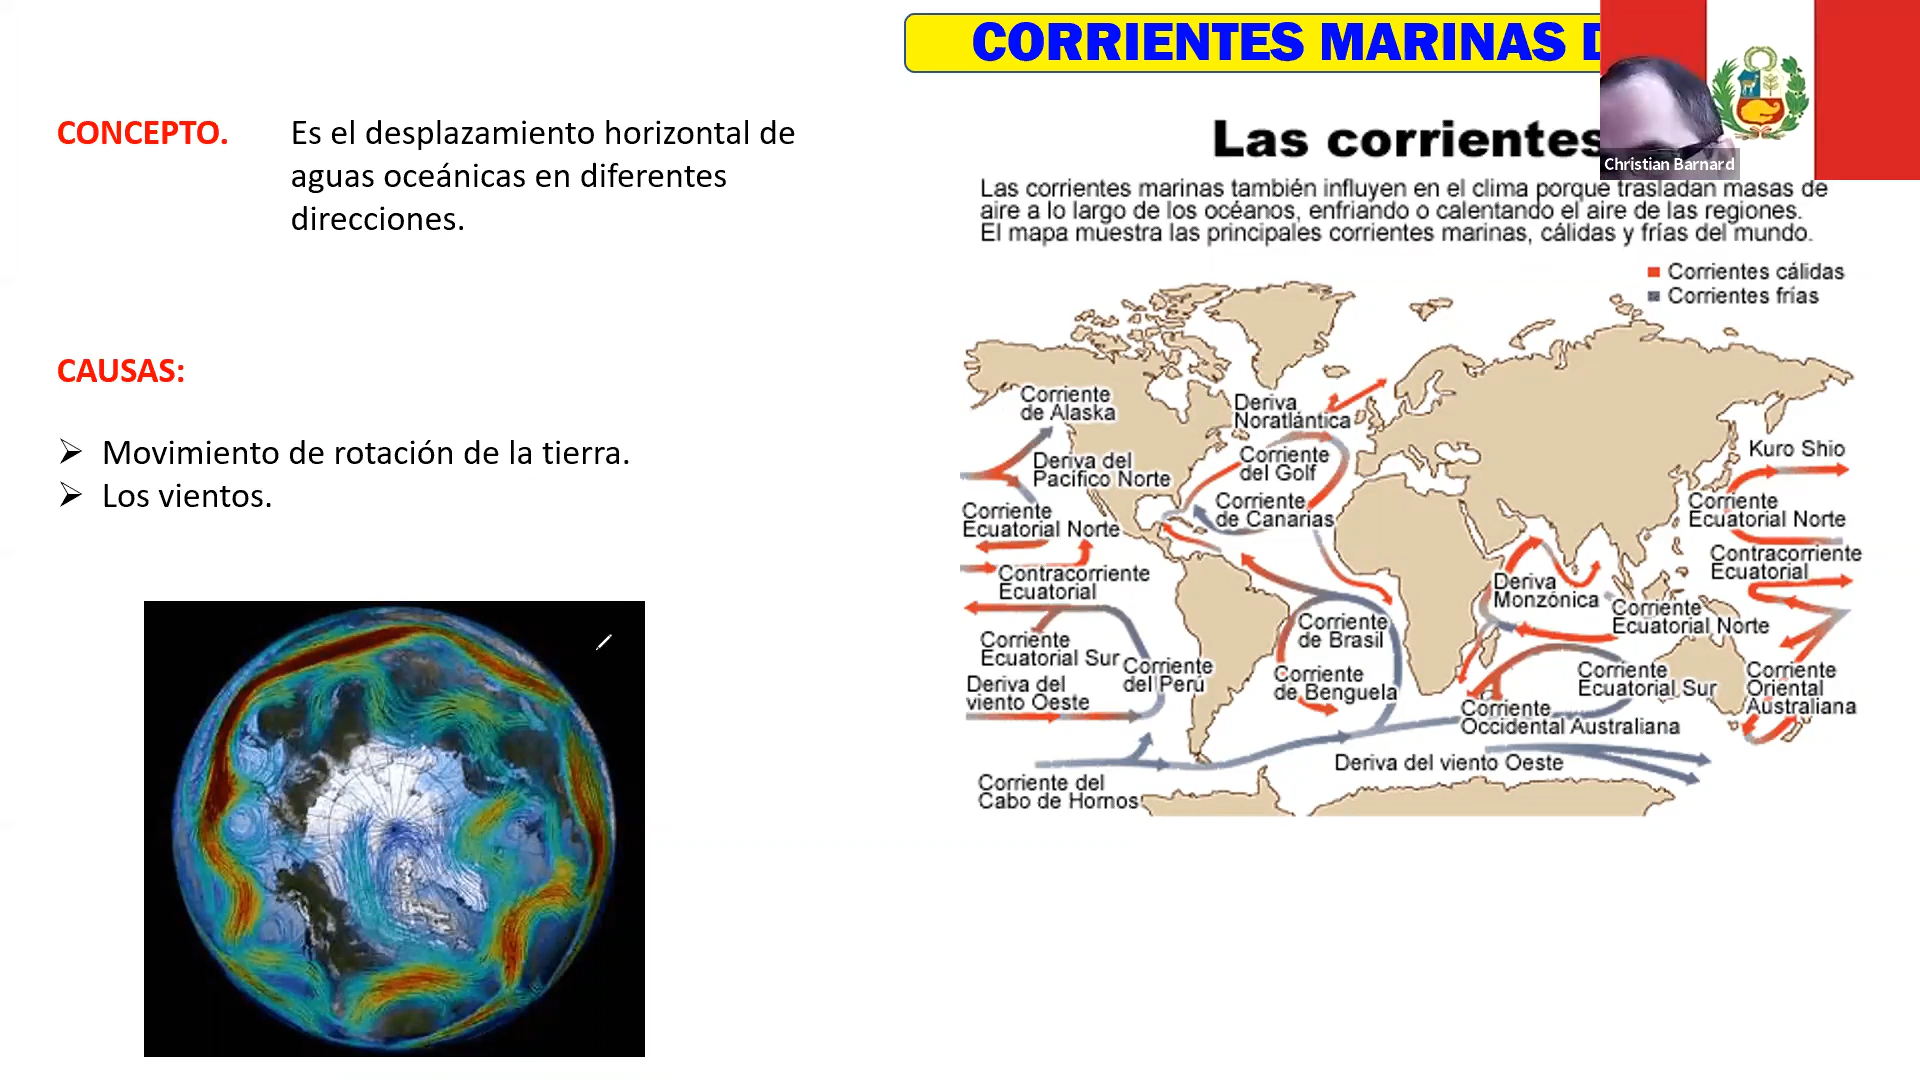 CORRIENTES MARINAS
Christian Barnard
CONCEPTO.
Es el desplazamiento horizontal de
aguas oceánicas en diferentes
direcciones.
CAUSAS:
Movimiento de rotación de la tierra.
Los vientos.
Las corrientes
Las corrientes marinas también influyen en el clima porque trasladan masas de
aire a lo largo de los océanos, enfriando o calentando el aire de las regiones.
El mapa muestra las principales corrientes marinas, cálidas y frías del mundo.
Corrientes cálidas
Corrientes frías
Corriente
de Alaska
Deriva
Noratlántica
Kuro Shio
Deriva del
Pacífico Norte
Corriente
del Golf
Corriente
de Canarias
Corriente
Ecuatorial Norte
Corriente
Ecuatorial Norte
Contracorriente
Ecuatorial
Contracorriente
Ecuatorial
Deriva
Monzónica
Corriente
Ecuatorial Norte
Corriente
de Brasil
Corriente
Ecuatorial Sur
Corriente
del Perú
Corriente
de Benguela
Corriente
Ecuatorial Sur
Corriente
Oriental
Australiana
Deriva del
viento Oeste
Corriente
Occidental Australiana
Deriva del viento Oeste
Corriente del
Cabo de Hornos